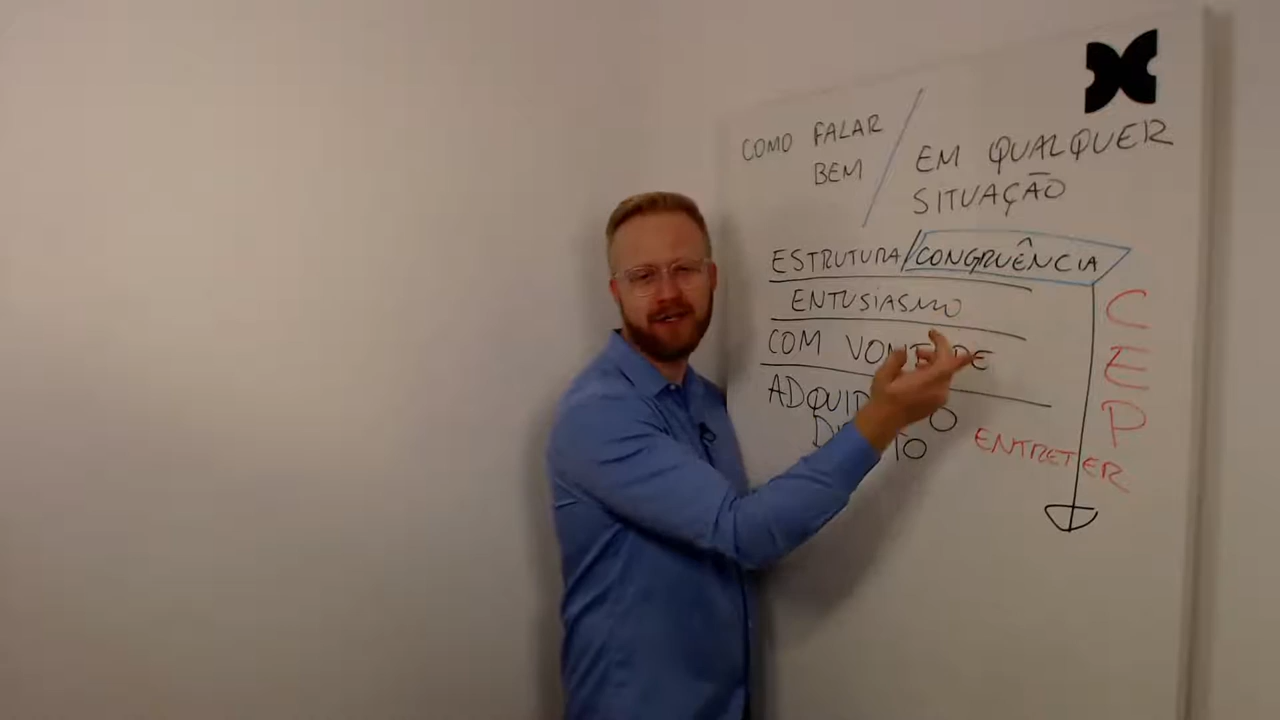 COMO FALAR
BEM
EM QUALQUER
SITUAÇÃO
ESTRUTURA/CONGRUÊNCIA
ENTUSIASMO
COM
ENTRETER
C
E
P